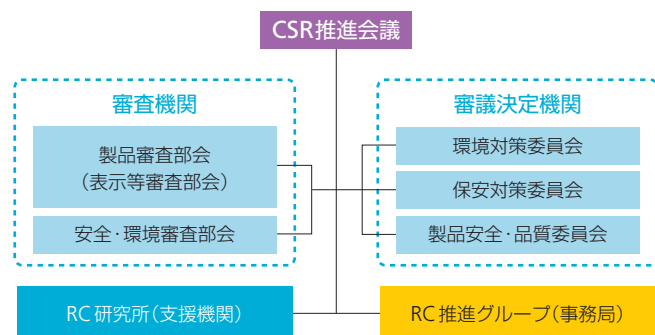 CSR推進会議
審査機関
製品審査部会
（表示等審査部会）
安全・環境審査部会
審議決定機関
環境対策委員会
保安対策委員会
製品安全・品質委員会
RC研究所（支援機関）
RC推進グループ（事務局）